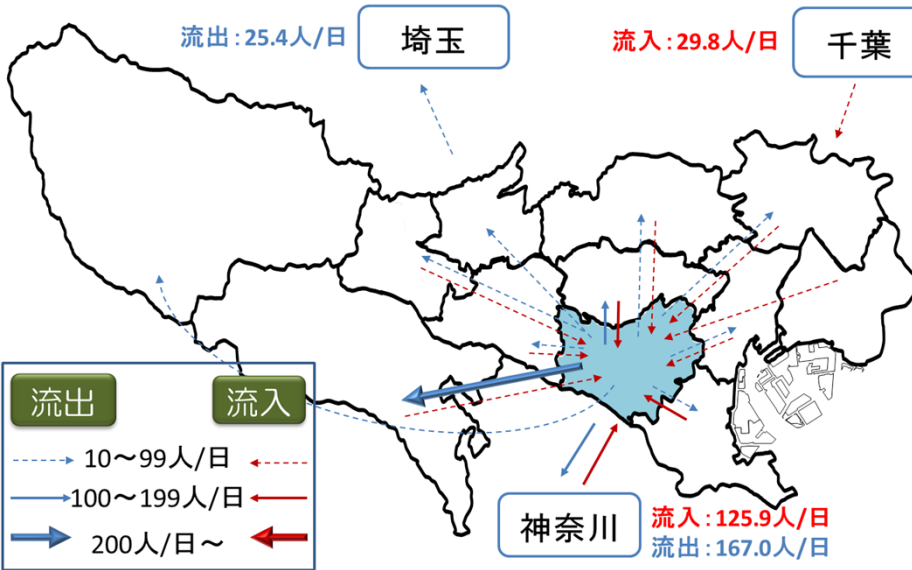 流出：25.4人/日
埼玉
流入：29.8人/日
千葉
流出
流入
10～99人/日
100～199人/日
200人/日～
神奈川
流入：125.9人/日
流出：167.0人/日